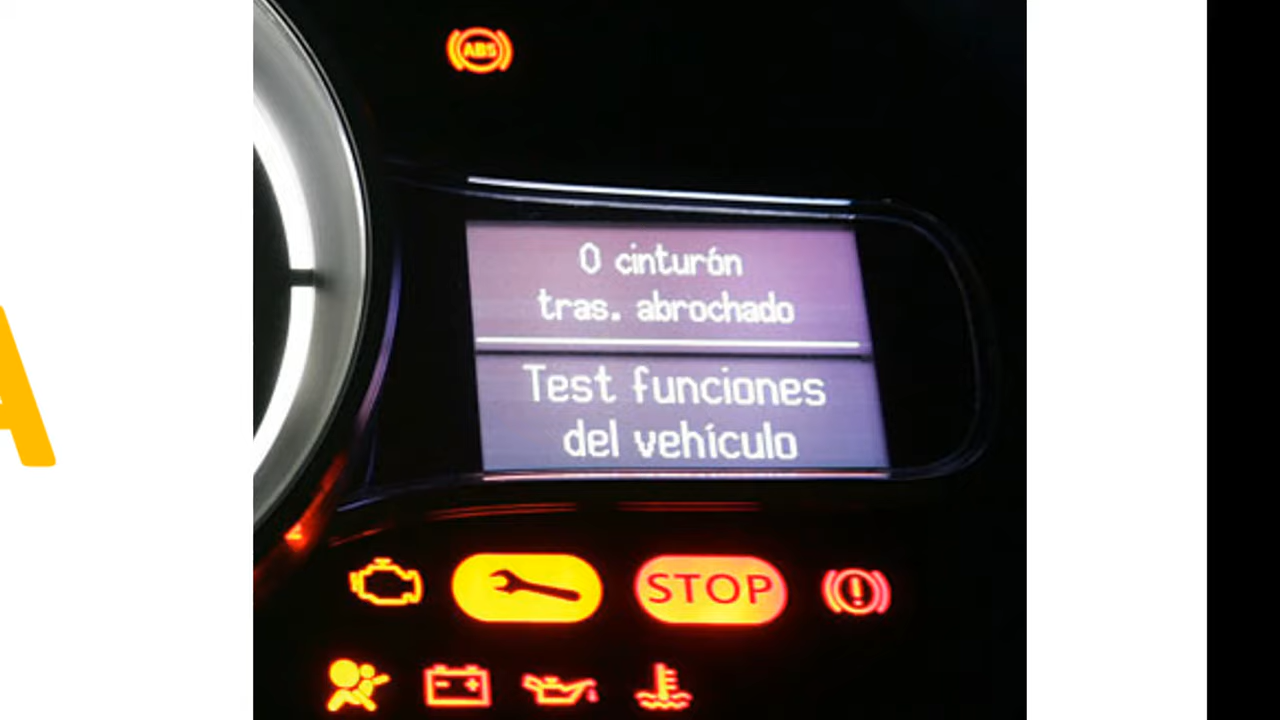 ABS
0 cinturón
tras. abrochado
Test funciones
del vehículo
STOP
A